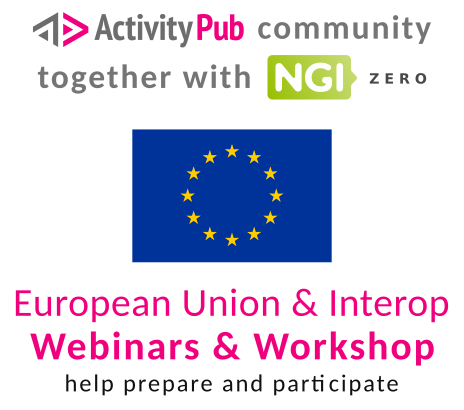 ActivityPub community
together with NGI ZERO
European Union & Interop
Webinars & Workshop
help prepare and participate